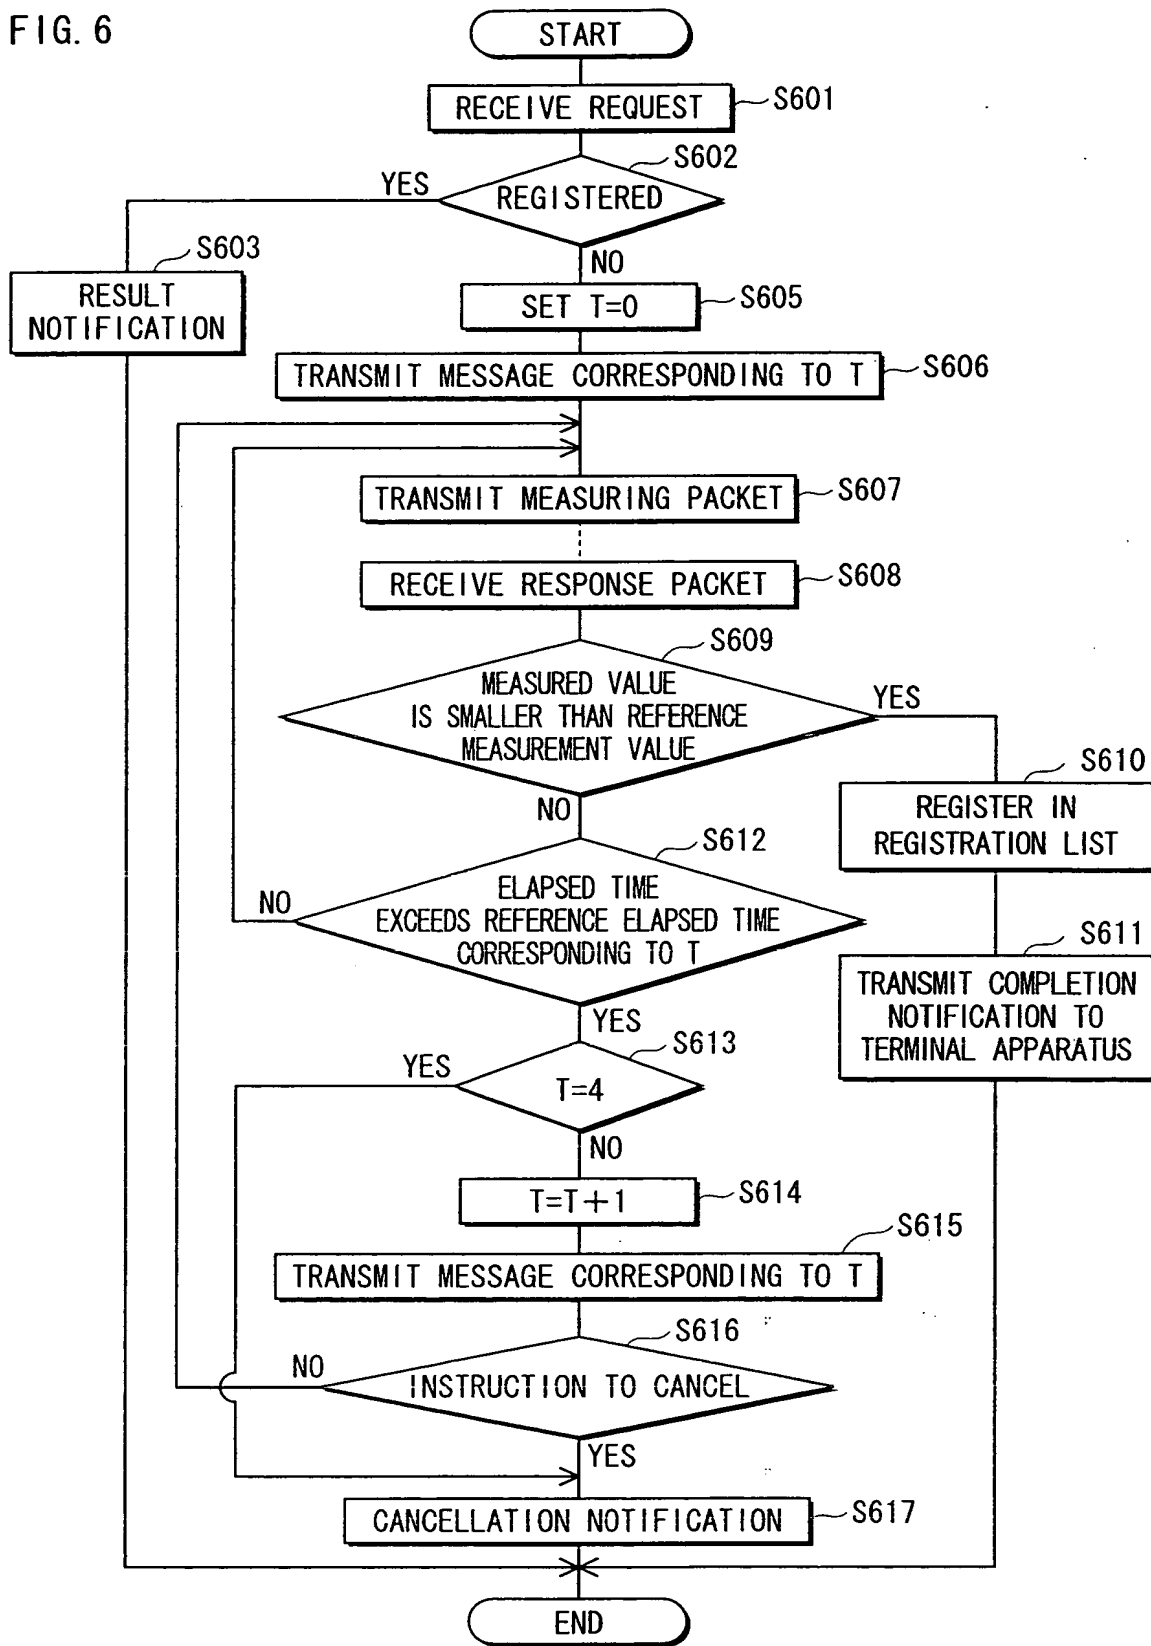 FIG. 6
START
RECEIVE REQUEST
S601
S602
YES
REGISTERED
S603
NO
RESULT
NOTIFICATION
SET T=0
S605
TRANSMIT MESSAGE CORRESPONDING TO T
S606
TRANSMIT MEASURING PACKET
S607
RECEIVE RESPONSE PACKET
S608
S609
MEASURED VALUE
IS SMALLER THAN REFERENCE
MEASUREMENT VALUE
YES
NO
S610
REGISTER IN
REGISTRATION LIST
S612
ELAPSED TIME
EXCEEDS REFERENCE ELAPSED TIME
CORRESPONDING TO T
NO
YES
S611
TRANSMIT COMPLETION
NOTIFICATION TO
TERMINAL APPARATUS
S613
YES
T=4
NO
T=T+1
S614
S615
TRANSMIT MESSAGE CORRESPONDING TO T
S616
NO
INSTRUCTION TO CANCEL
YES
CANCELLATION NOTIFICATION
S617
END